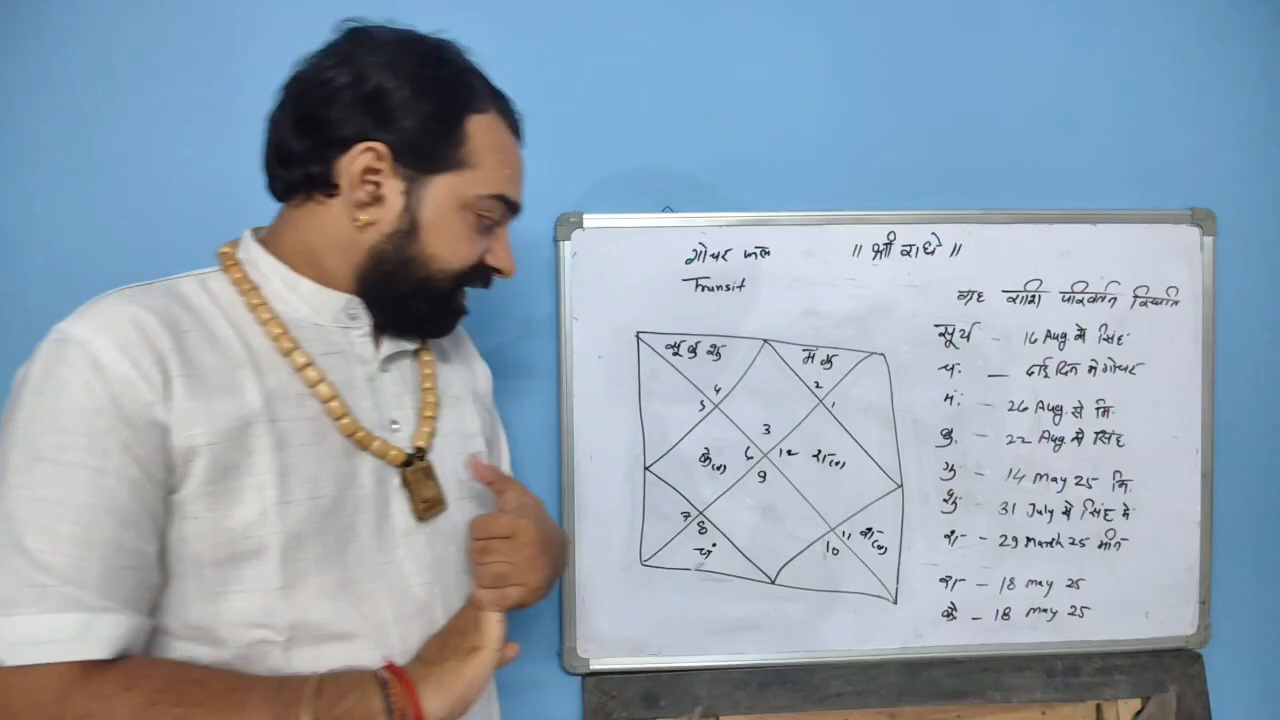 गोचर फल
॥ श्री राधे ॥
Transit
ग्रह राशि परिवर्तन स्थिति
सूर्य - 16 Aug से सिंह
चं - ढाई दिन में गोचर
मं: - 26 Aug. से मि.
बु. - 22 Aug से सिंह
गु - 14 May 25 मि.
शु - 31 July से सिंह में
श - 29 March 25 मीन
रा - 18 may 25
के - 18 may 25
सू बु शु
मं गु
4
2
5
1
3
के(व)
6
12
रा(व)
9
7
8
चं
11
श(व)
10